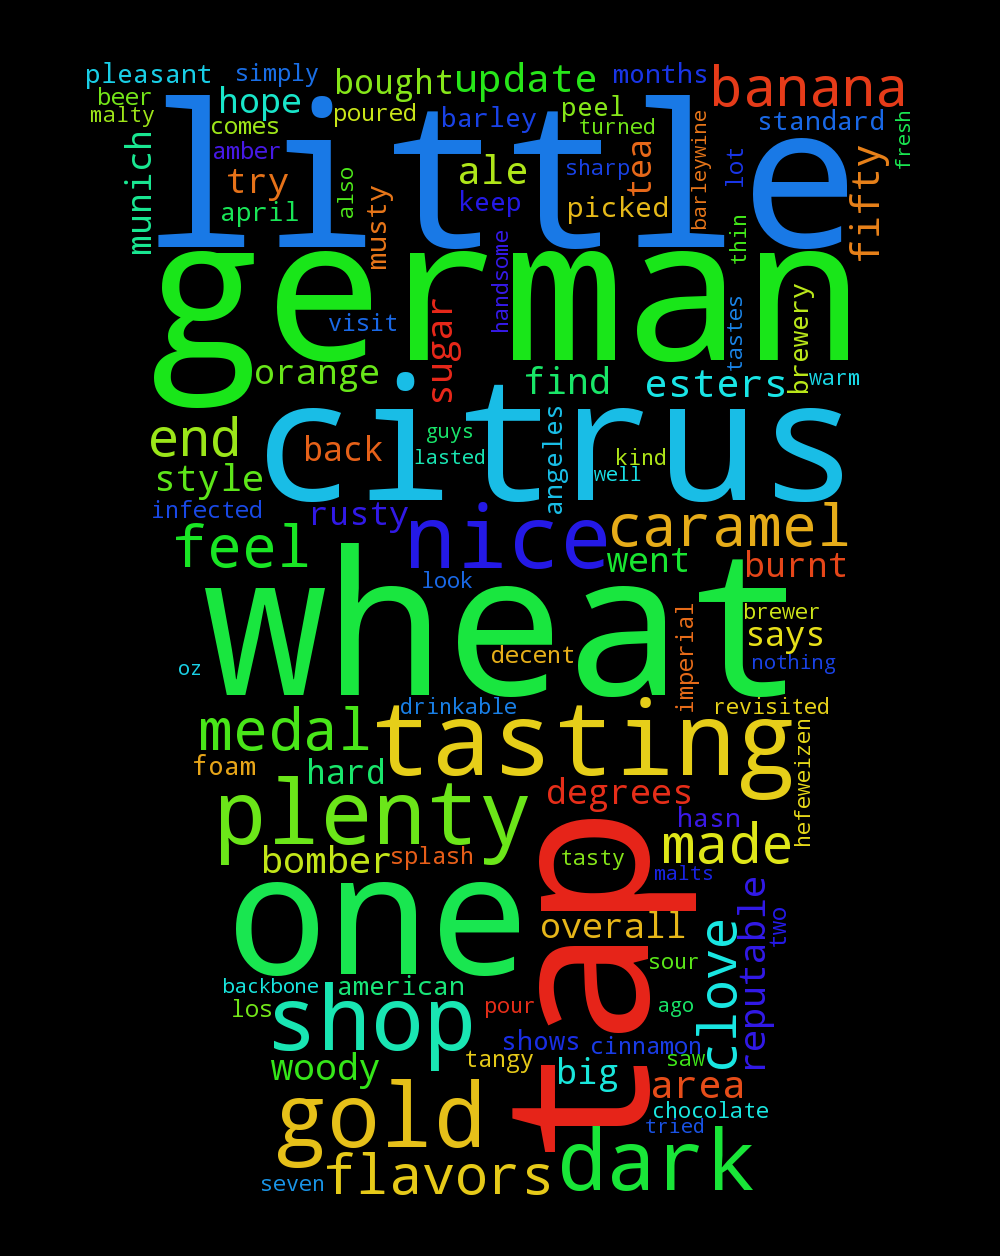 pleasant simply bought update months banana
beer hope poured barley peel standard
malty comes turned
little
amber try also musty ale keep sharp tea picked barleywine lot thin fifty fresh
munich april
german
handsome visit sugar tastes brewery
orange find esters warm
citrus
end back guys lasted angeles kind well
style
infected rusty nice caramel
feel went burnt
look
wheat
brewer
says
oz decent imperial nothing
drinkable revisited
medal tasting hefeweizen
foam hard
plenty degrees hasn
made
bomber splash tasty malts
one tap
overall clove reputable two
sour
backbone american
los shop pour ago
shows cinnamon
woody tangy big saw
area
gold chocolate
tried
dark
seven flavors